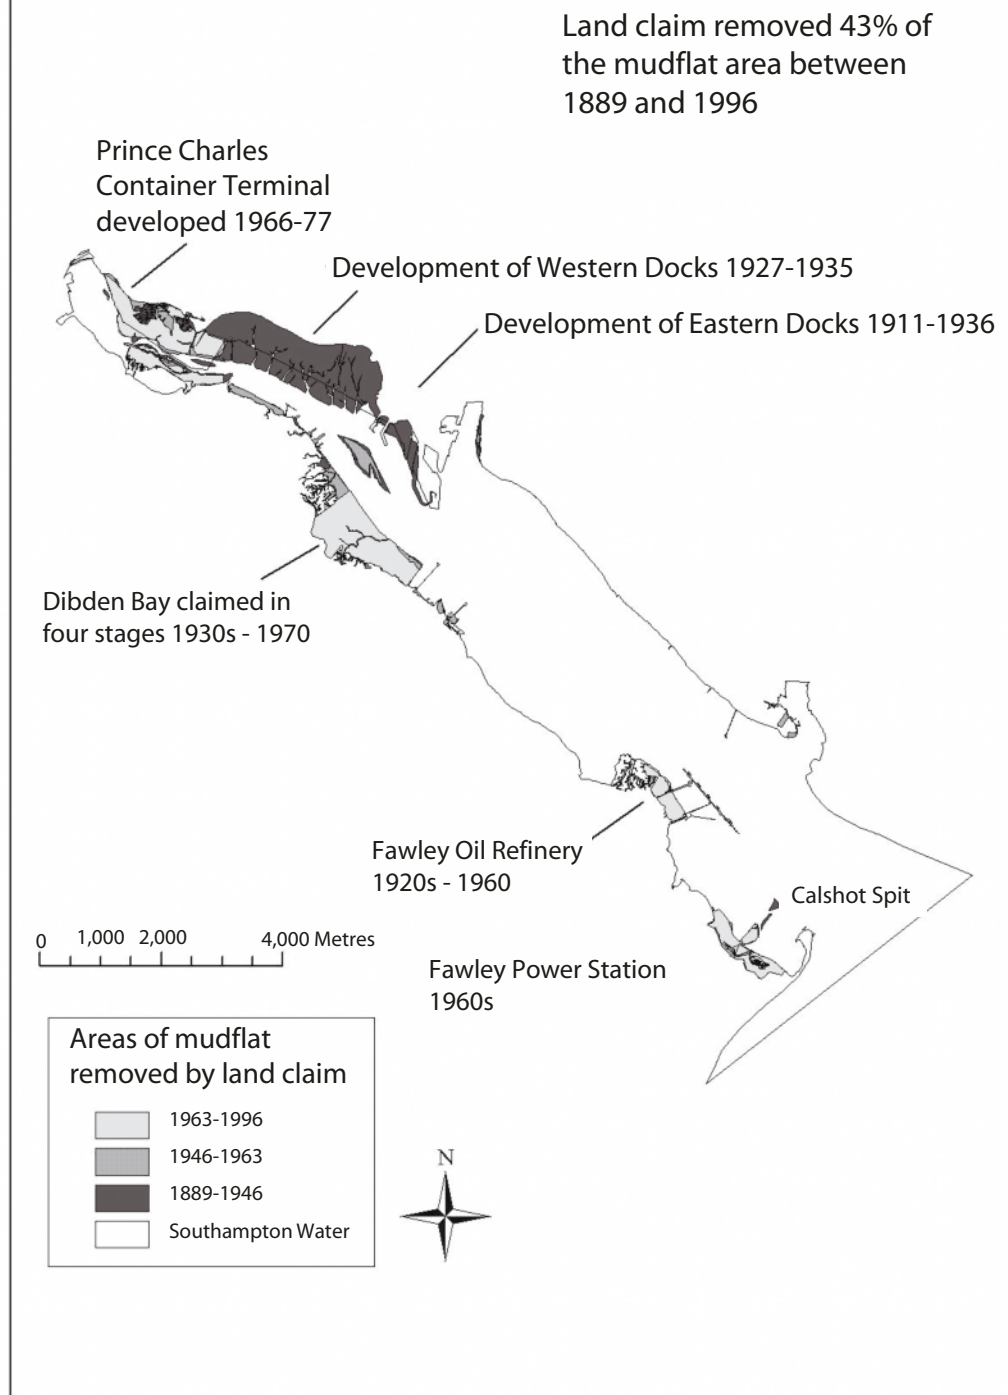 Land claim removed 43% of
the mudflat area between
1889 and 1996
Prince Charles
Container Terminal
developed 1966-77
Development of Western Docks 1927-1935
Development of Eastern Docks 1911-1936
Dibden Bay claimed in
four stages 1930s - 1970
Fawley Oil Refinery
1920s - 1960
Calshot Spit
0 1,000 2,000 4,000 Metres
Fawley Power Station
1960s
Areas of mudflat
removed by land claim
1963-1996
1946-1963
1889-1946
Southampton Water
N